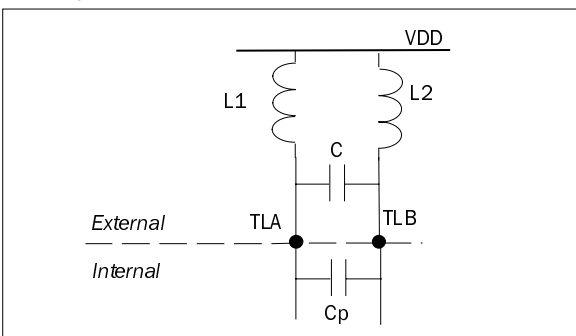 VDD
L1
L2
C
TLA
TLB
External
Internal
Cp